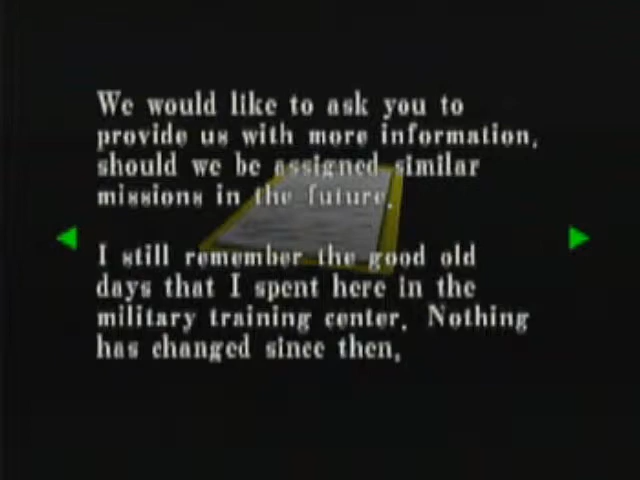 We would like to ask you to
provide us with more information,
should we be assigned similar
missions in the future.
I still remember the good old
days that I spent here in the
military training center. Nothing
has changed since then.